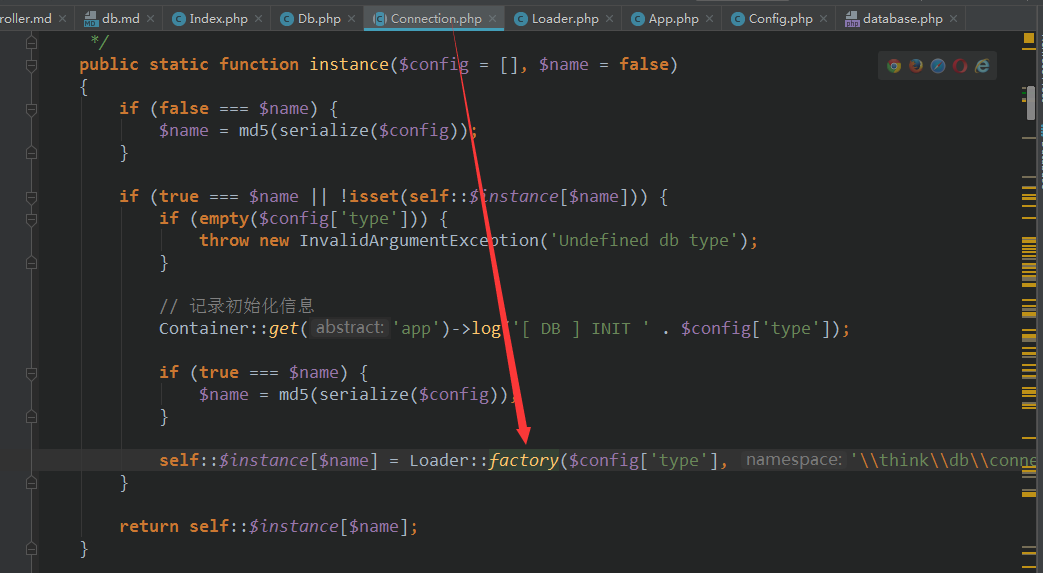 roller.md × db.md × Index.php × Db.php × Connection.php × Loader.php × App.php × Config.php × database.php ×
*/
public static function instance($config = [], $name = false)
{
if (false === $name) {
$name = md5(serialize($config));
}
if (true === $name || !isset(self::$instance[$name])) {
if (empty($config['type'])) {
throw new InvalidArgumentException('Undefined db type');
}
// 记录初始化信息
Container::get( abstract: 'app')->log('[ DB ] INIT ' . $config['type']);
if (true === $name) {
$name = md5(serialize($config));
}
self::$instance[$name] = Loader::factory($config['type'], namespace: '\\think\\db\\conne
}
return self::$instance[$name];
}